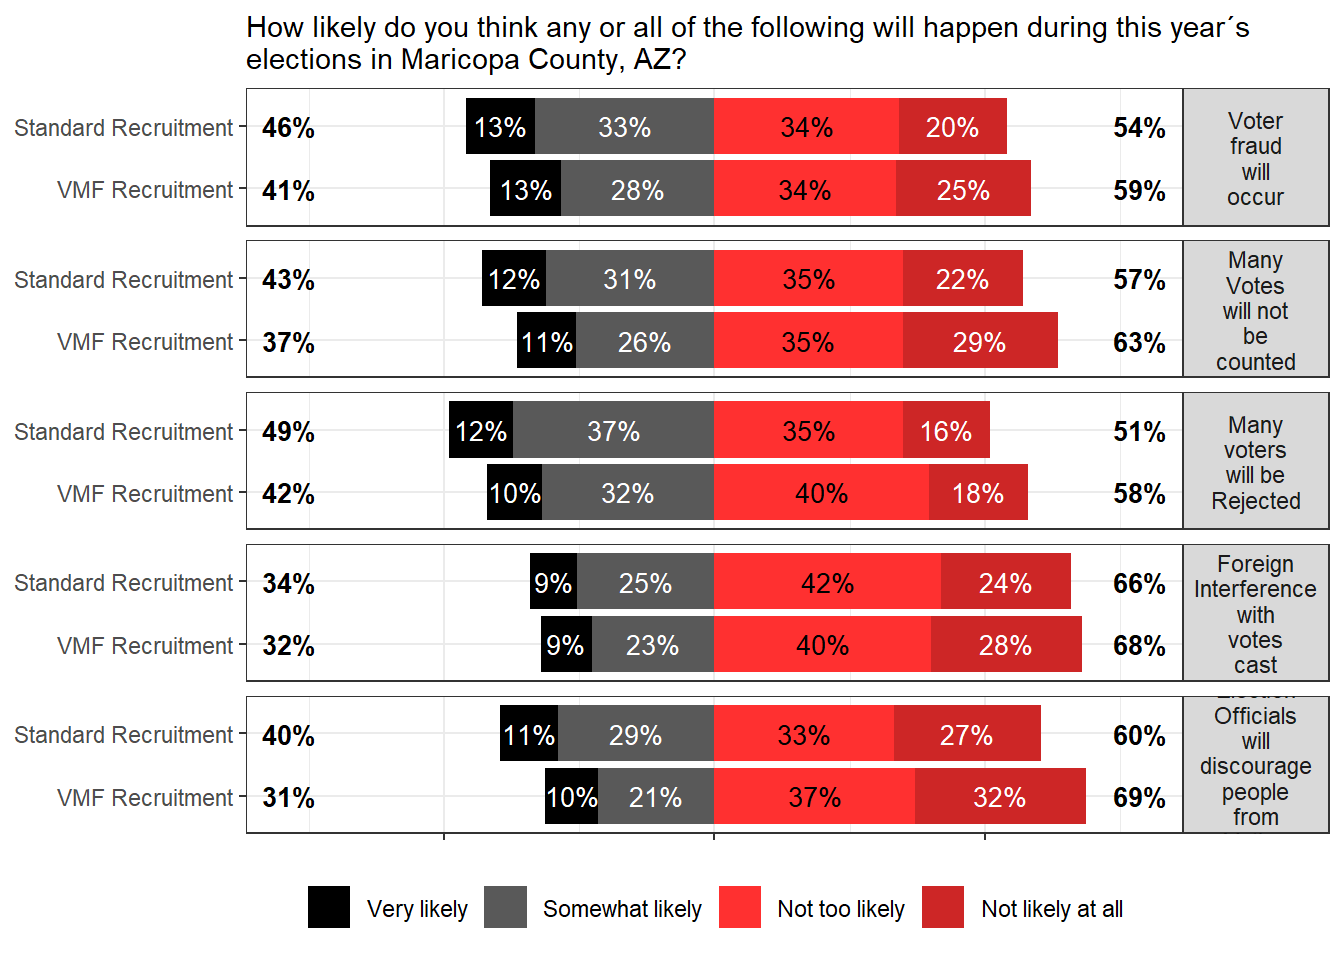 How likely do you think any or all of the following will happen during this year´s
elections in Maricopa County, AZ?
Standard Recruitment 46% 13% 33% 34% 20% 54%
VMF Recruitment 41% 13% 28% 34% 25% 59%
Voter
fraud
will
occur
Standard Recruitment 43% 12% 31% 35% 22% 57%
VMF Recruitment 37% 11% 26% 35% 29% 63%
Many
Votes
will not
be
counted
Standard Recruitment 49% 12% 37% 35% 16% 51%
VMF Recruitment 42% 10% 32% 40% 18% 58%
Many
voters
will be
Rejected
Standard Recruitment 34% 9% 25% 42% 24% 66%
VMF Recruitment 32% 9% 23% 40% 28% 68%
Foreign
Interference
with
votes
cast
Standard Recruitment 40% 11% 29% 33% 27% 60%
VMF Recruitment 31% 10% 21% 37% 32% 69%
Officials
will
discourage
people
from
Very likely Somewhat likely Not too likely Not likely at all